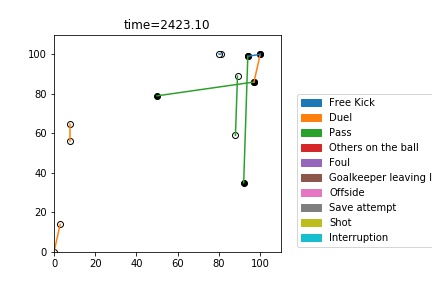 time=2423.10
100
80
60
40
20
0
0
20
40
60
80
100
Free Kick
Duel
Pass
Others on the ball
Foul
Goalkeeper leaving l
Offside
Save attempt
Shot
Interruption